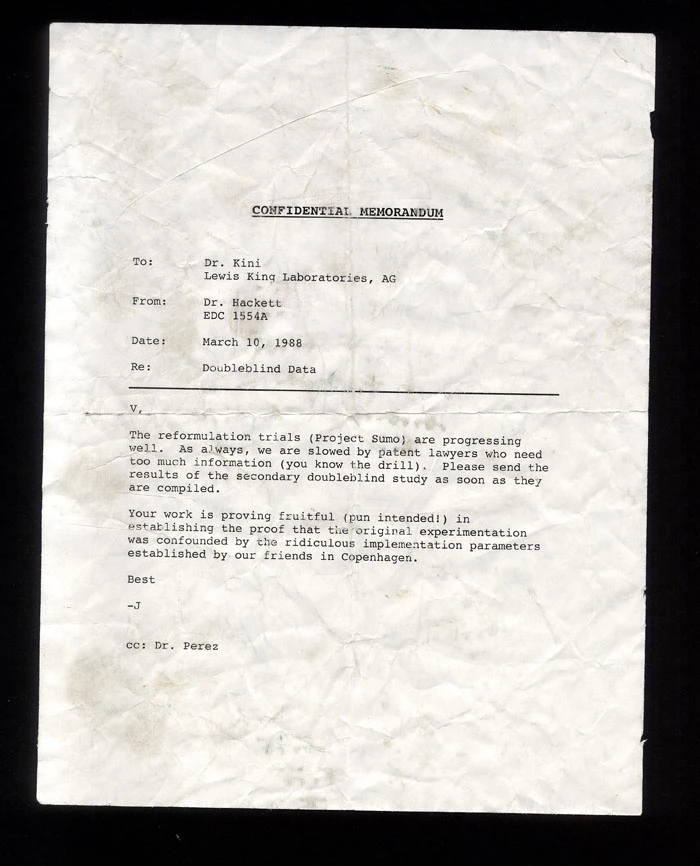 CONFIDENTIAL MEMORANDUM
To: Dr. Kini
Lewis King Laboratories, AG
From: Dr. Hackett
EDC 1554A
Date: March 10, 1988
Re: Doubleblind Data
V,
The reformulation trials (Project Sumo) are progressing
well. As always, we are slowed by patent lawyers who need
too much information (you know the drill). Please send the
results of the secondary doubleblind study as soon as they
are compiled.
Your work is proving fruitful (pun intended!) in
establishing the proof that the original experimentation
was confounded by the ridiculous implementation parameters
established by our friends in Copenhagen.
Best
-J
cc: Dr. Perez